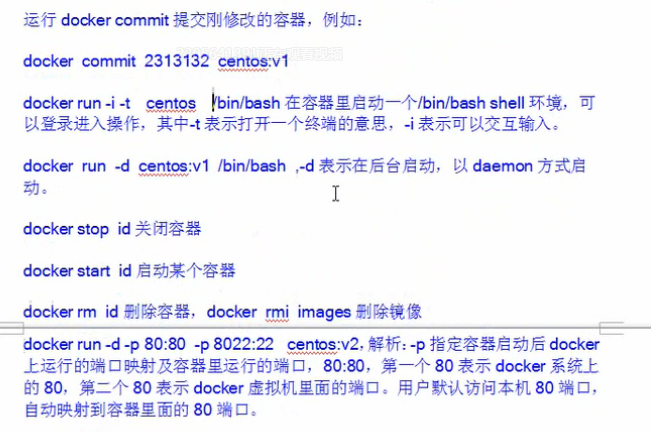 运行 docker commit 提交刚修改的容器，例如：
docker commit 2313132 centos:v1
docker run -i -t centos /bin/bash 在容器里启动一个/bin/bash shell 环境，可
以登录进入操作，其中-t 表示打开一个终端的意思，-i 表示可以交互输入。
docker run -d centos:v1 /bin/bash ,-d 表示在后台启动，以 daemon 方式启
动。
docker stop id 关闭容器
docker start id 启动某个容器
docker rm id 删除容器，docker rmi images 删除镜像
docker run -d -p 80:80 -p 8022:22 centos:v2，解析：-p 指定容器启动后 docker
上运行的端口映射及容器里运行的端口，80:80，第一个 80 表示 docker 系统上
的 80，第二个 80 表示 docker 虚拟机里面的端口。用户默认访问本机 80 端口，
自动映射到容器里面的 80 端口。